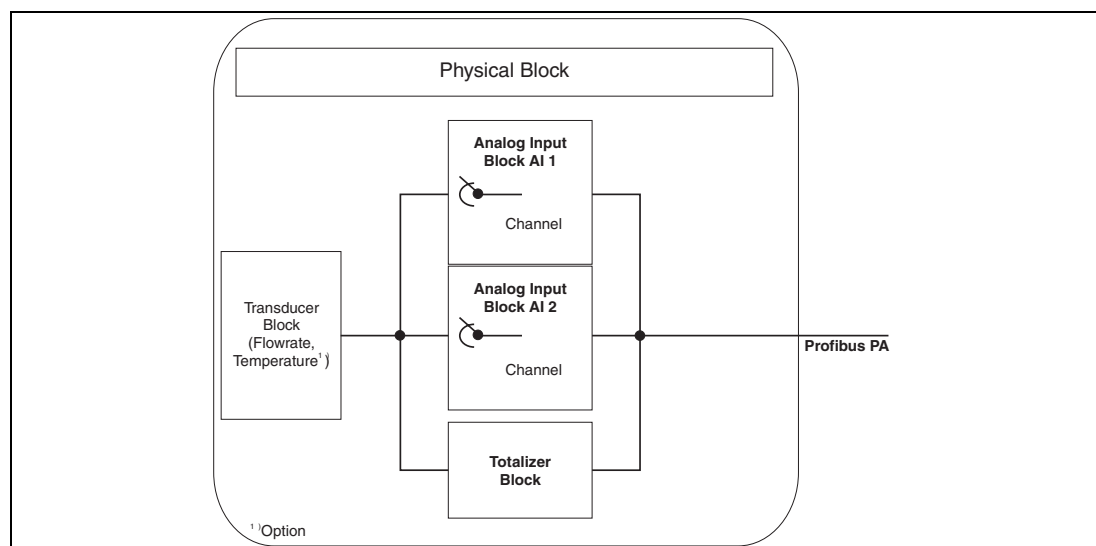 Physical Block
Analog Input
Block AI 1
Channel
Analog Input
Block AI 2
Channel
Transducer
Block
(Flowrate,
Temperature¹⁾)
Profibus PA
Totalizer
Block
¹⁾Option